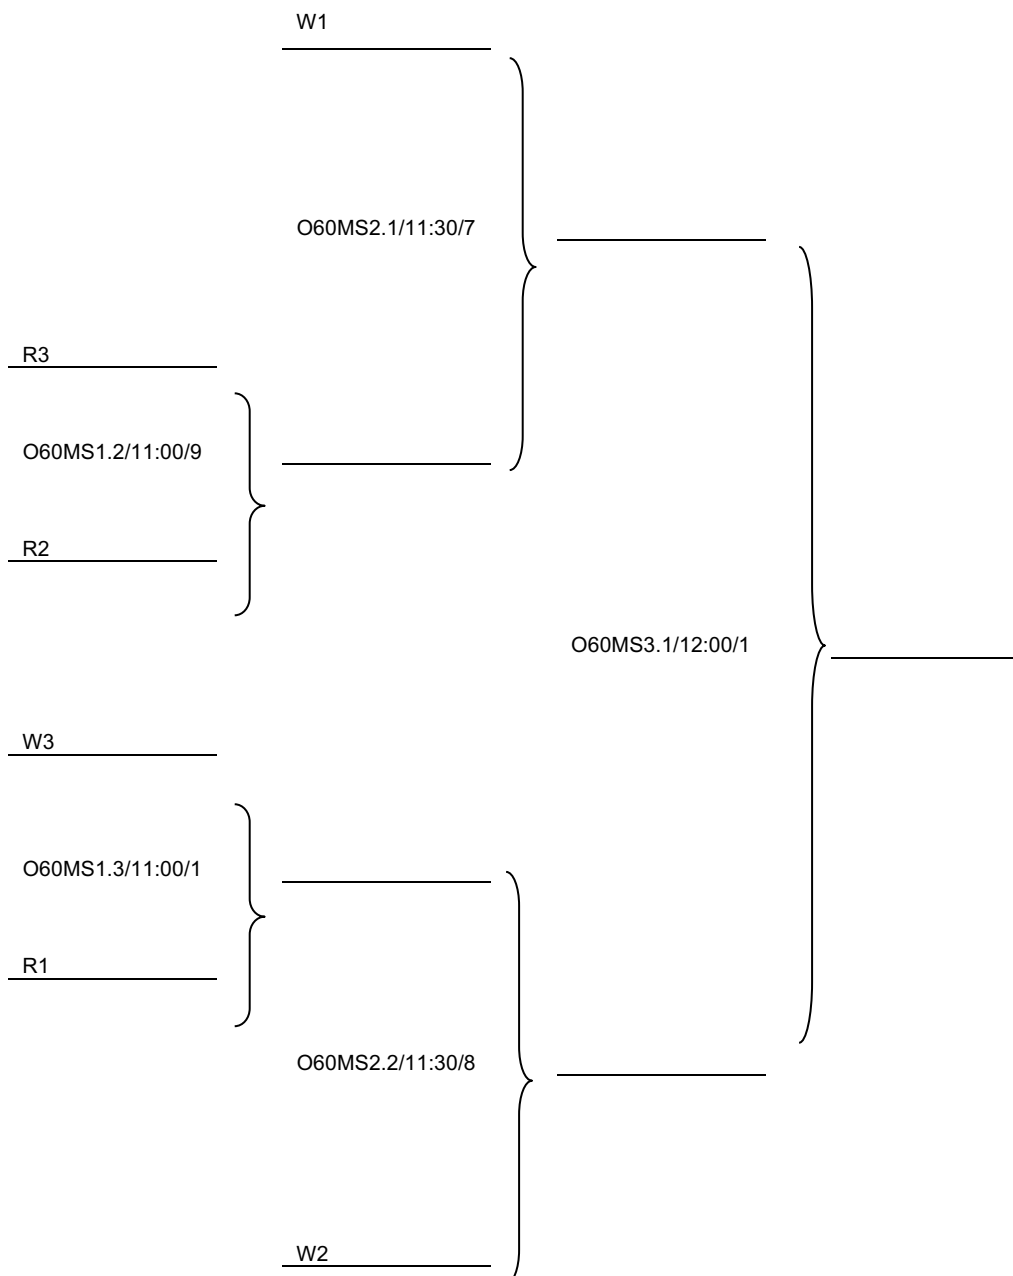 W1
O60MS2.1/11:30/7
R3
O60MS1.2/11:00/9
R2
O60MS3.1/12:00/1
W3
O60MS1.3/11:00/1
R1
O60MS2.2/11:30/8
W2